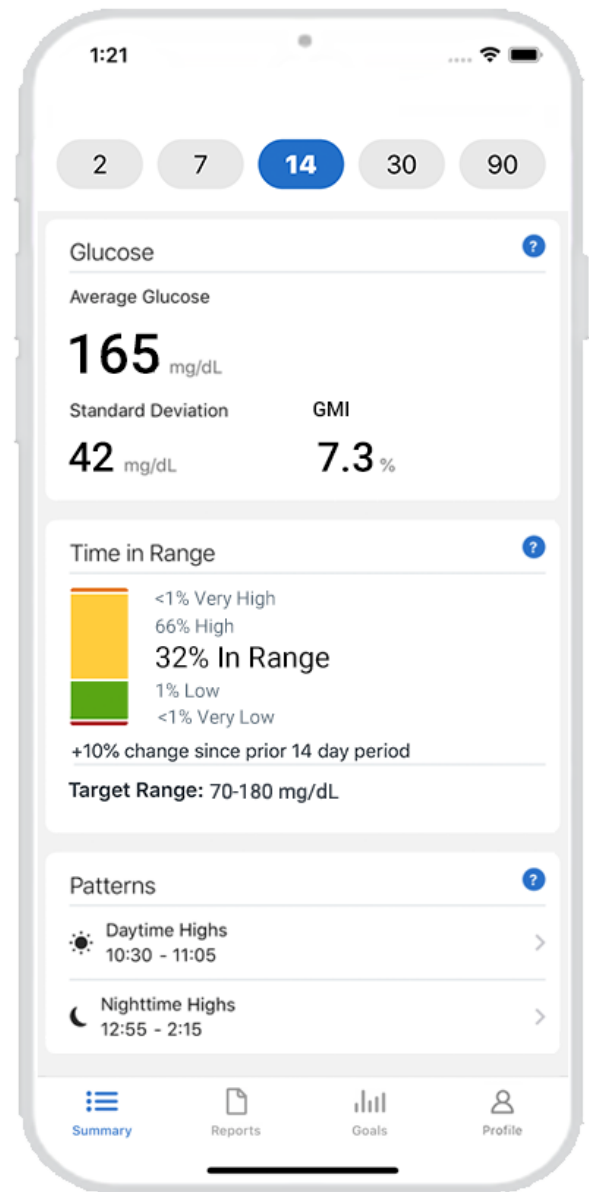 1:21
2 7 14 30 90
Glucose ?
Average Glucose
165 mg/dL
Standard Deviation GMI
42 mg/dL 7.3 %
Time in Range ?
<1% Very High
66% High
32% In Range
1% Low
<1% Very Low
+10% change since prior 14 day period
Target Range: 70-180 mg/dL
Patterns ?
Daytime Highs
10:30 - 11:05
Nighttime Highs
12:55 - 2:15
Summary Reports Goals Profile